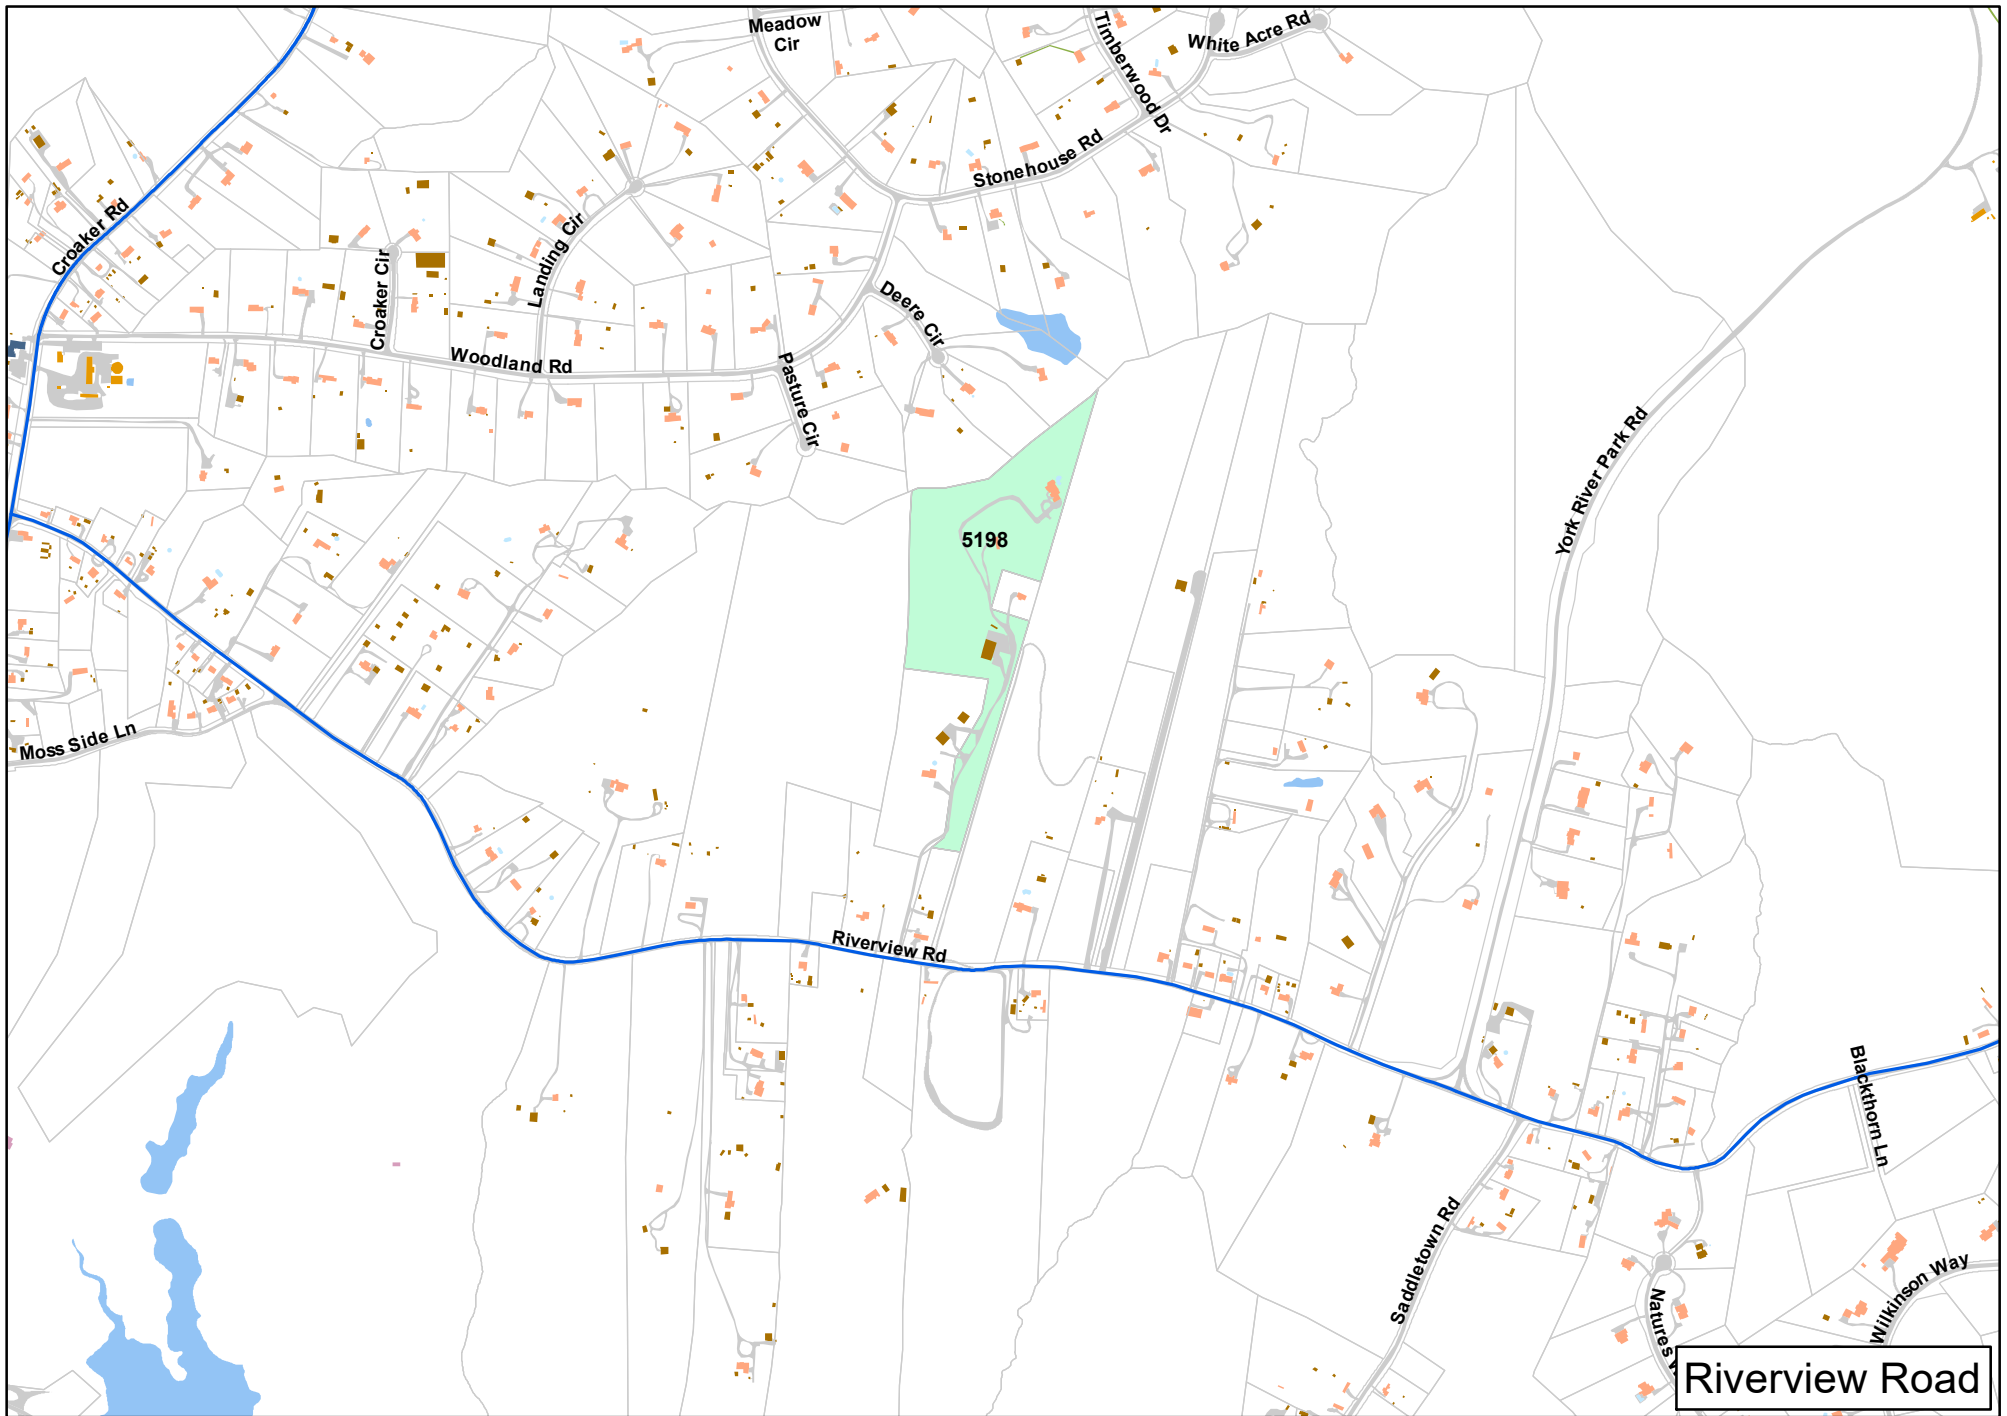 Meadow
Cir
Timberwood Dr
White Acre Rd
Stonehouse Rd
Croaker Rd
Landing Cir
Croaker Cir
Deere Cir
Woodland Rd
Pasture Cir
York River Park Rd
5198
Moss Side Ln
Riverview Rd
Blackthorn Ln
Saddletown Rd
Wilkinson Way
Natures
Riverview Road